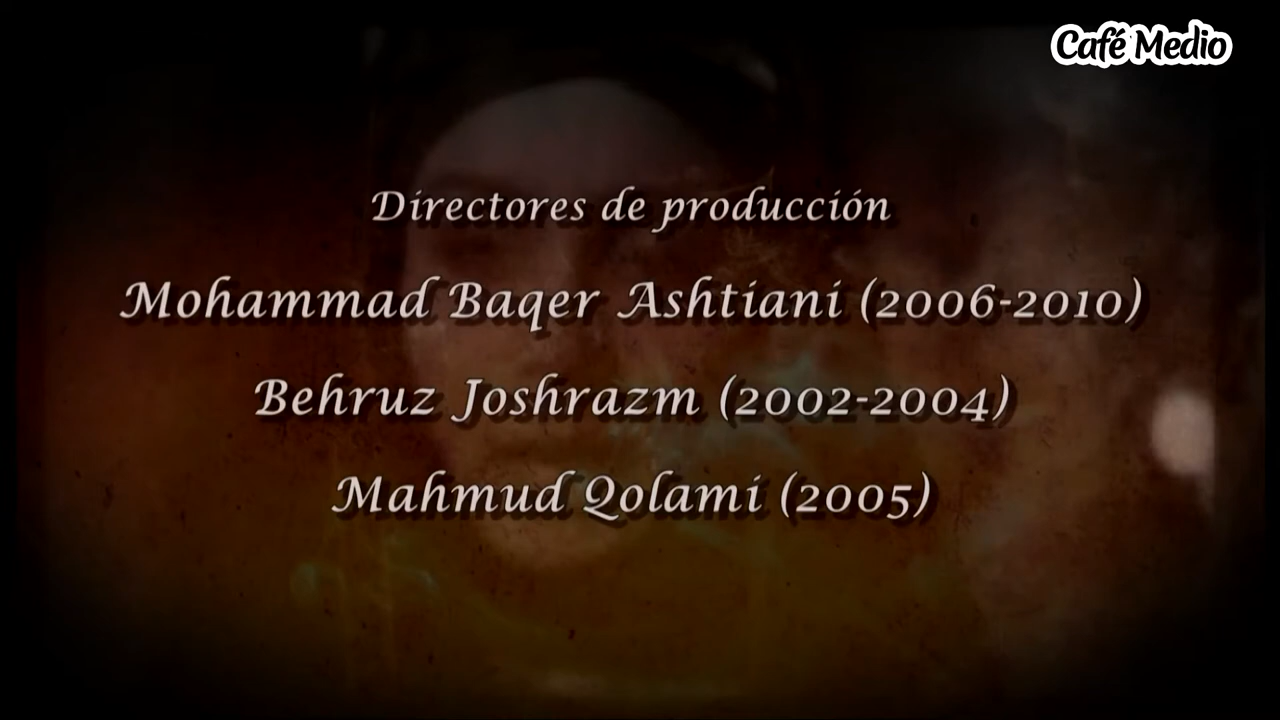 Café Medio
Directores de producción
Mohammad Baqer Ashtiani (2006-2010)
Behruz Joshrazm (2002-2004)
Mahmud Qolami (2005)